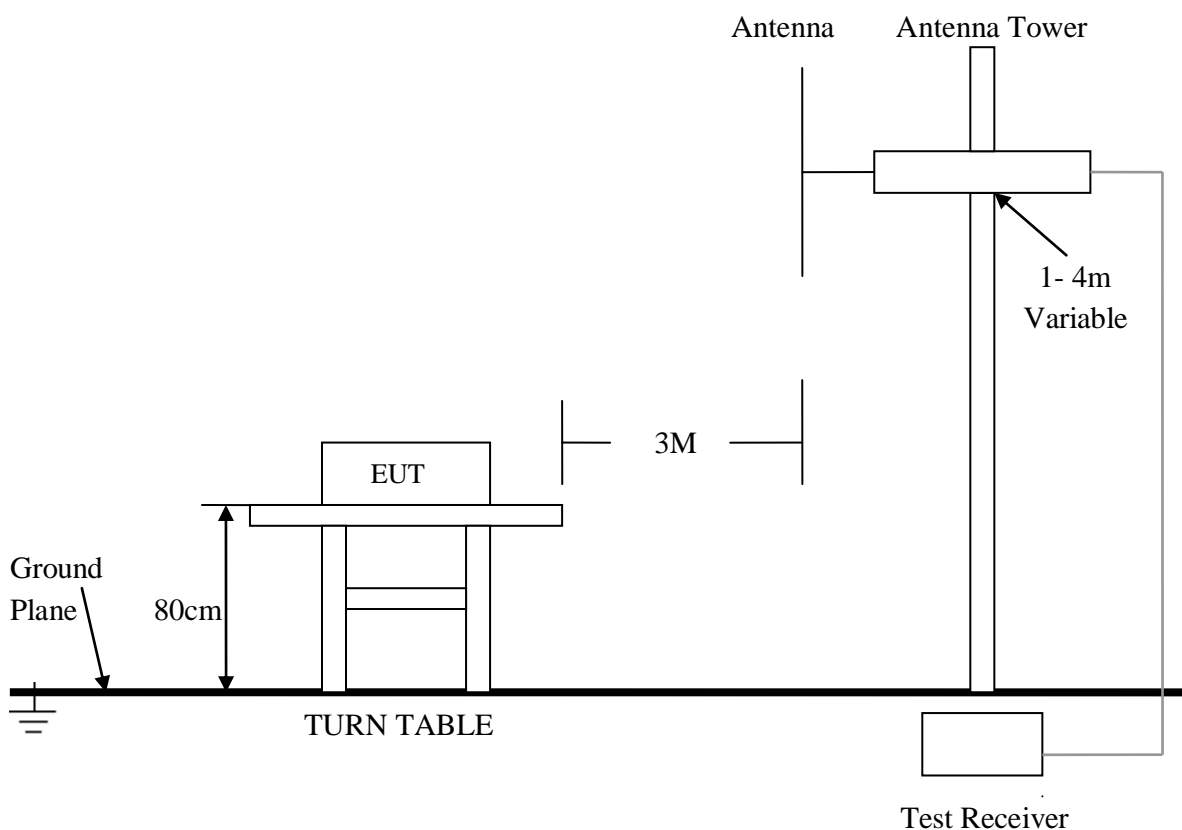 Antenna
Antenna Tower
1- 4m
Variable
3M
EUT
Ground
Plane
80cm
TURN TABLE
Test Receiver